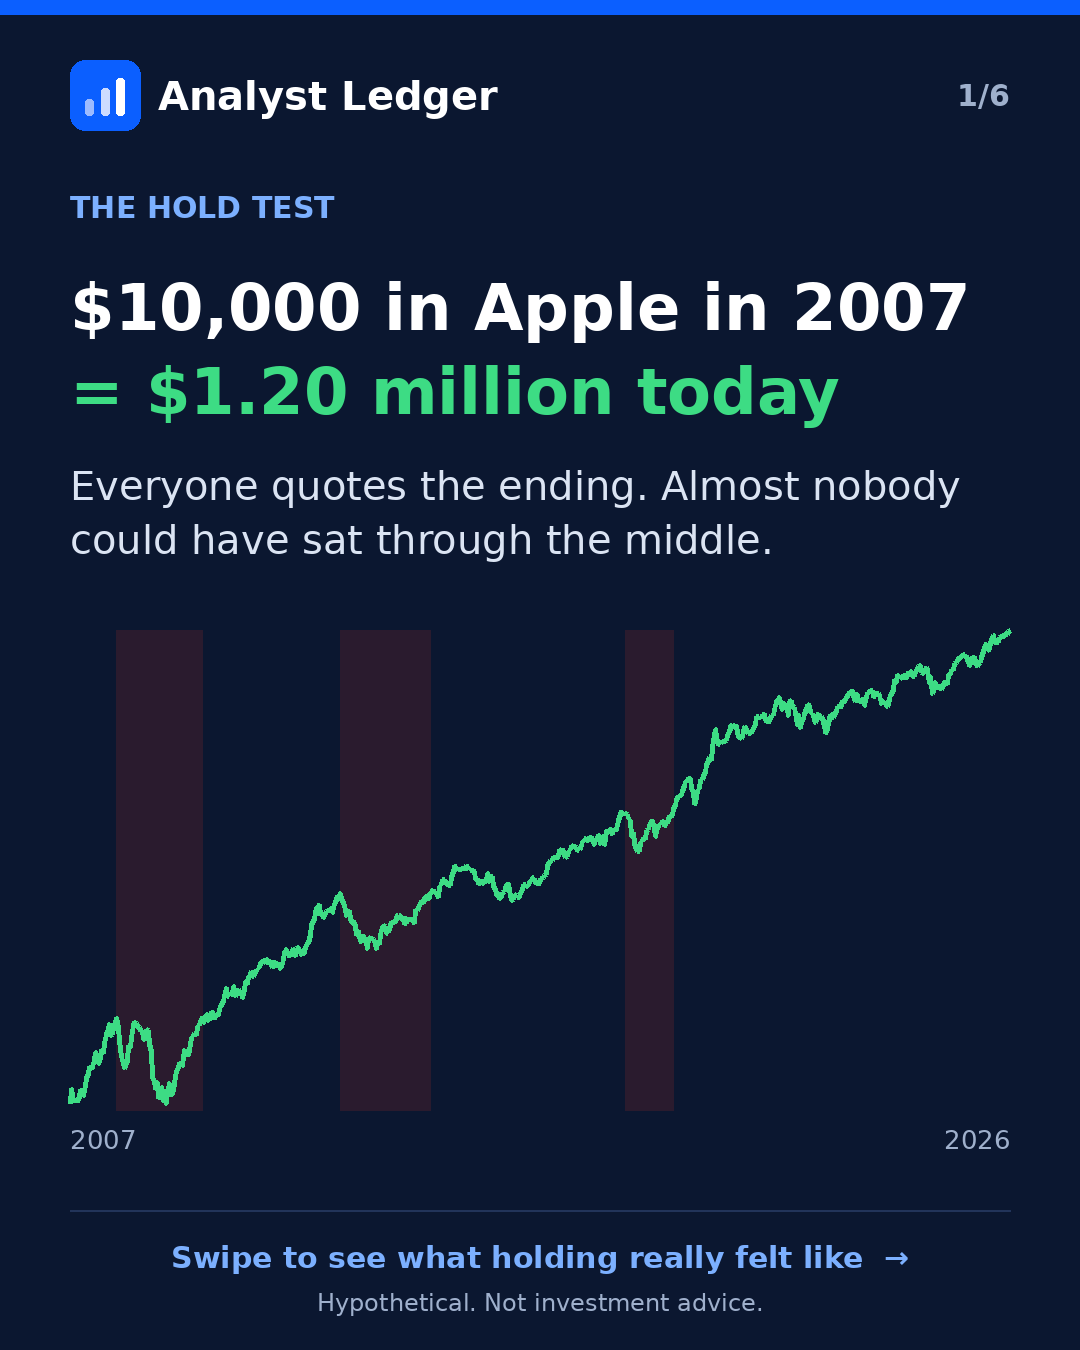 Analyst Ledger
1/6
THE HOLD TEST
$10,000 in Apple in 2007
= $1.20 million today
Everyone quotes the ending. Almost nobody
could have sat through the middle.
2007
2026
Swipe to see what holding really felt like →
Hypothetical. Not investment advice.